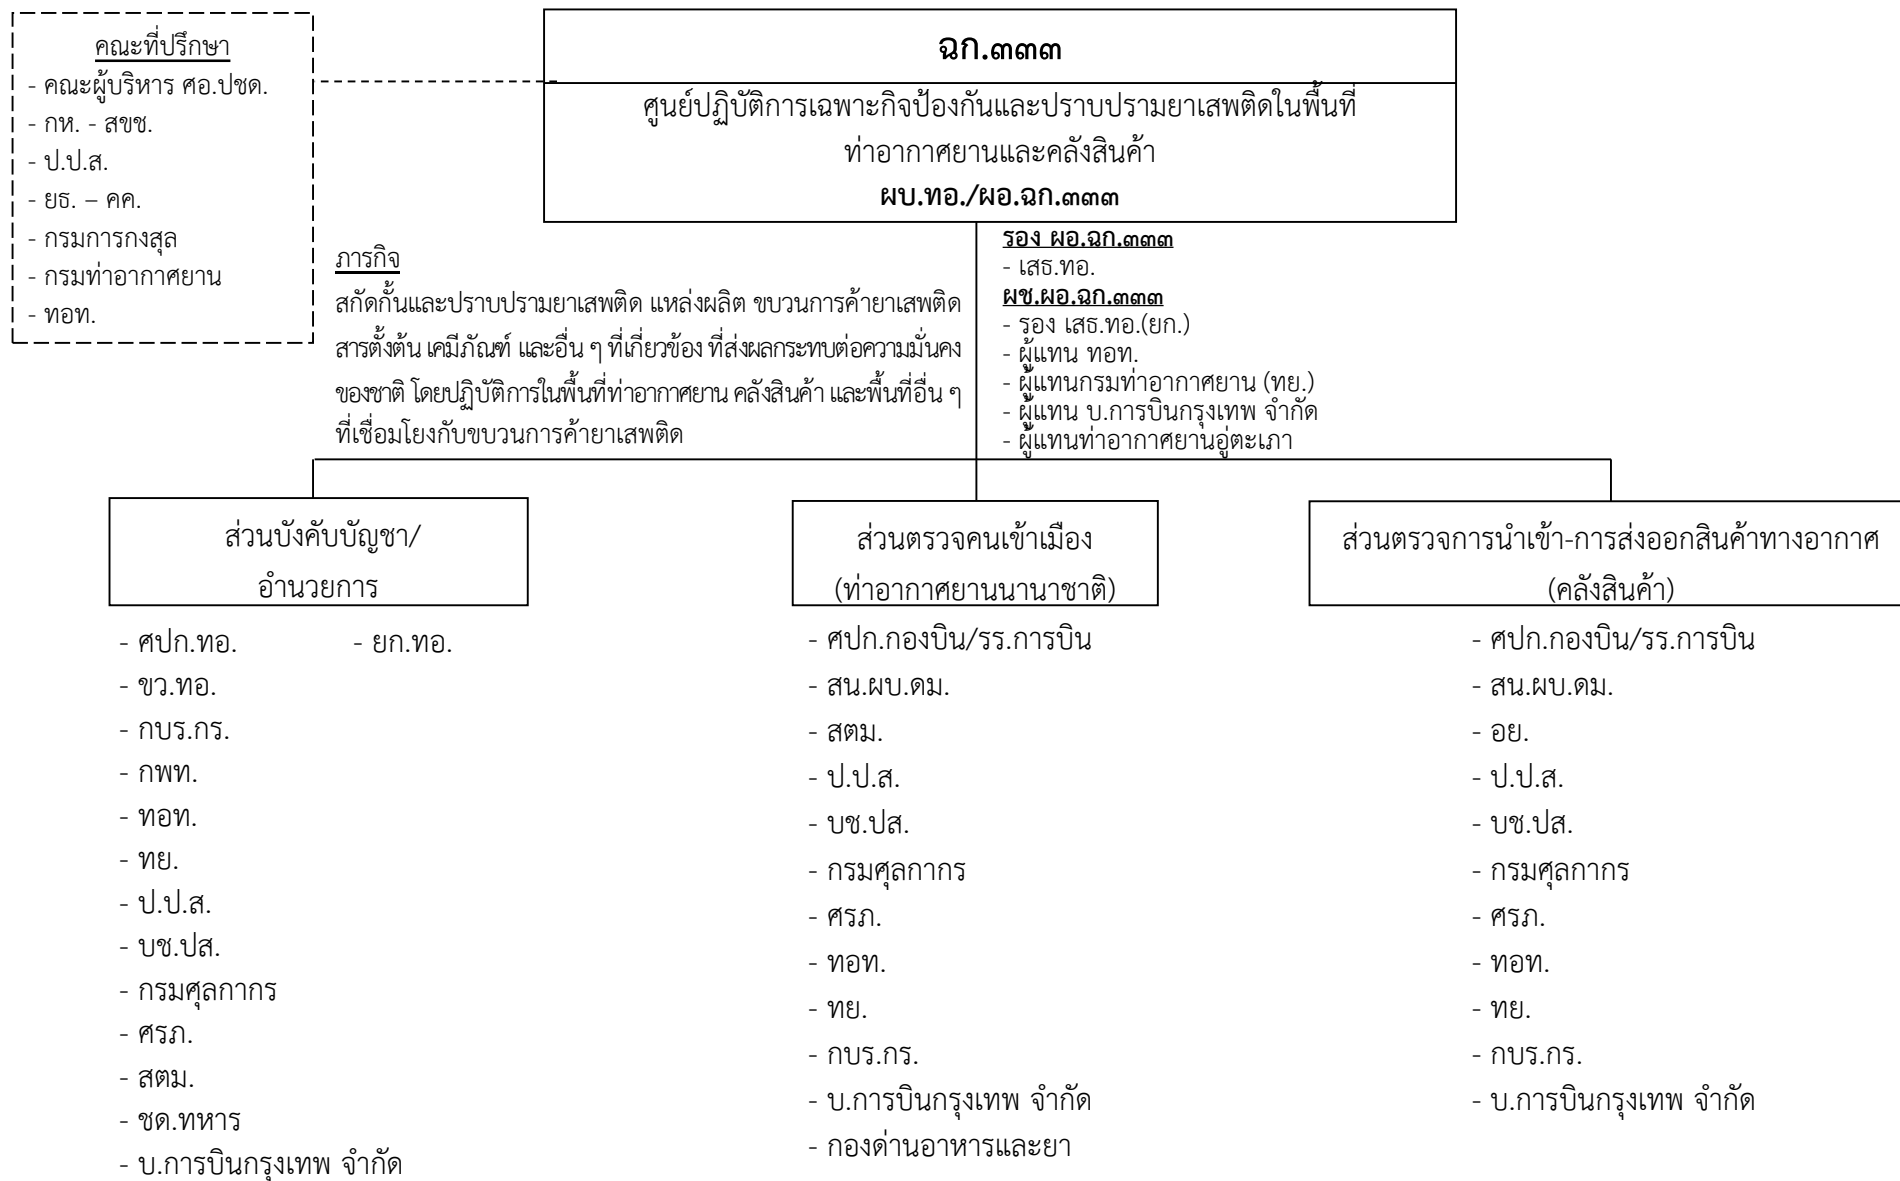 คณะที่ปรึกษา
- คณะผู้บริหาร ศอ.ปชด.
- กห. - สขช.
- ป.ป.ส.
- ยธ. – คค.
- กรมการกงสุล
- กรมท่าอากาศยาน
- ทอท.
ฉก.๓๓๓
ศูนย์ปฏิบัติการเฉพาะกิจป้องกันและปราบปรามยาเสพติดในพื้นที่
ท่าอากาศยานและคลังสินค้า
ผบ.ทอ./ผอ.ฉก.๓๓๓
ภารกิจ
สกัดกั้นและปราบปรามยาเสพติด แหล่งผลิต ขบวนการค้ายาเสพติด
สารตั้งต้น เคมีภัณฑ์ และอื่น ๆ ที่เกี่ยวข้อง ที่ส่งผลกระทบต่อความมั่นคง
ของชาติ โดยปฏิบัติการในพื้นที่ท่าอากาศยาน คลังสินค้า และพื้นที่อื่น ๆ
ที่เชื่อมโยงกับขบวนการค้ายาเสพติด
รอง ผอ.ฉก.๓๓๓
- เสธ.ทอ.
ผช.ผอ.ฉก.๓๓๓
- รอง เสธ.ทอ.(ยก.)
- ผู้แทน ทอท.
- ผู้แทนกรมท่าอากาศยาน (ทย.)
- ผู้แทน บ.การบินกรุงเทพ จำกัด
- ผู้แทนท่าอากาศยานอู่ตะเภา
ส่วนบังคับบัญชา/
อำนวยการ
- ศปก.ทอ. - ยก.ทอ.
- ขว.ทอ.
- กบร.กร.
- กพท.
- ทอท.
- ทย.
- ป.ป.ส.
- บช.ปส.
- กรมศุลกากร
- ศรภ.
- สตม.
- ชด.ทหาร
- บ.การบินกรุงเทพ จำกัด
ส่วนตรวจคนเข้าเมือง
(ท่าอากาศยานนานาชาติ)
- ศปก.กองบิน/รร.การบิน
- สน.ผบ.ดม.
- สตม.
- ป.ป.ส.
- บช.ปส.
- กรมศุลกากร
- ศรภ.
- ทอท.
- ทย.
- กบร.กร.
- บ.การบินกรุงเทพ จำกัด
- กองด่านอาหารและยา
ส่วนตรวจการนำเข้า-การส่งออกสินค้าทางอากาศ
(คลังสินค้า)
- ศปก.กองบิน/รร.การบิน
- สน.ผบ.ดม.
- อย.
- ป.ป.ส.
- บช.ปส.
- กรมศุลกากร
- ศรภ.
- ทอท.
- ทย.
- กบร.กร.
- บ.การบินกรุงเทพ จำกัด